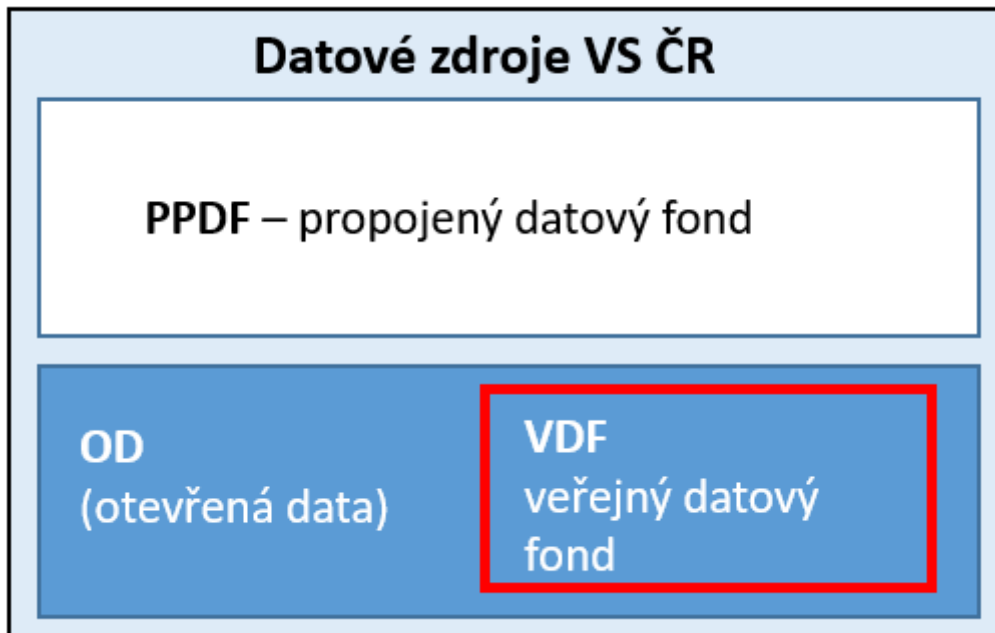 Datové zdroje VS ČR
PPDF – propojený datový fond
OD
(otevřená data)
VDF
veřejný datový
fond